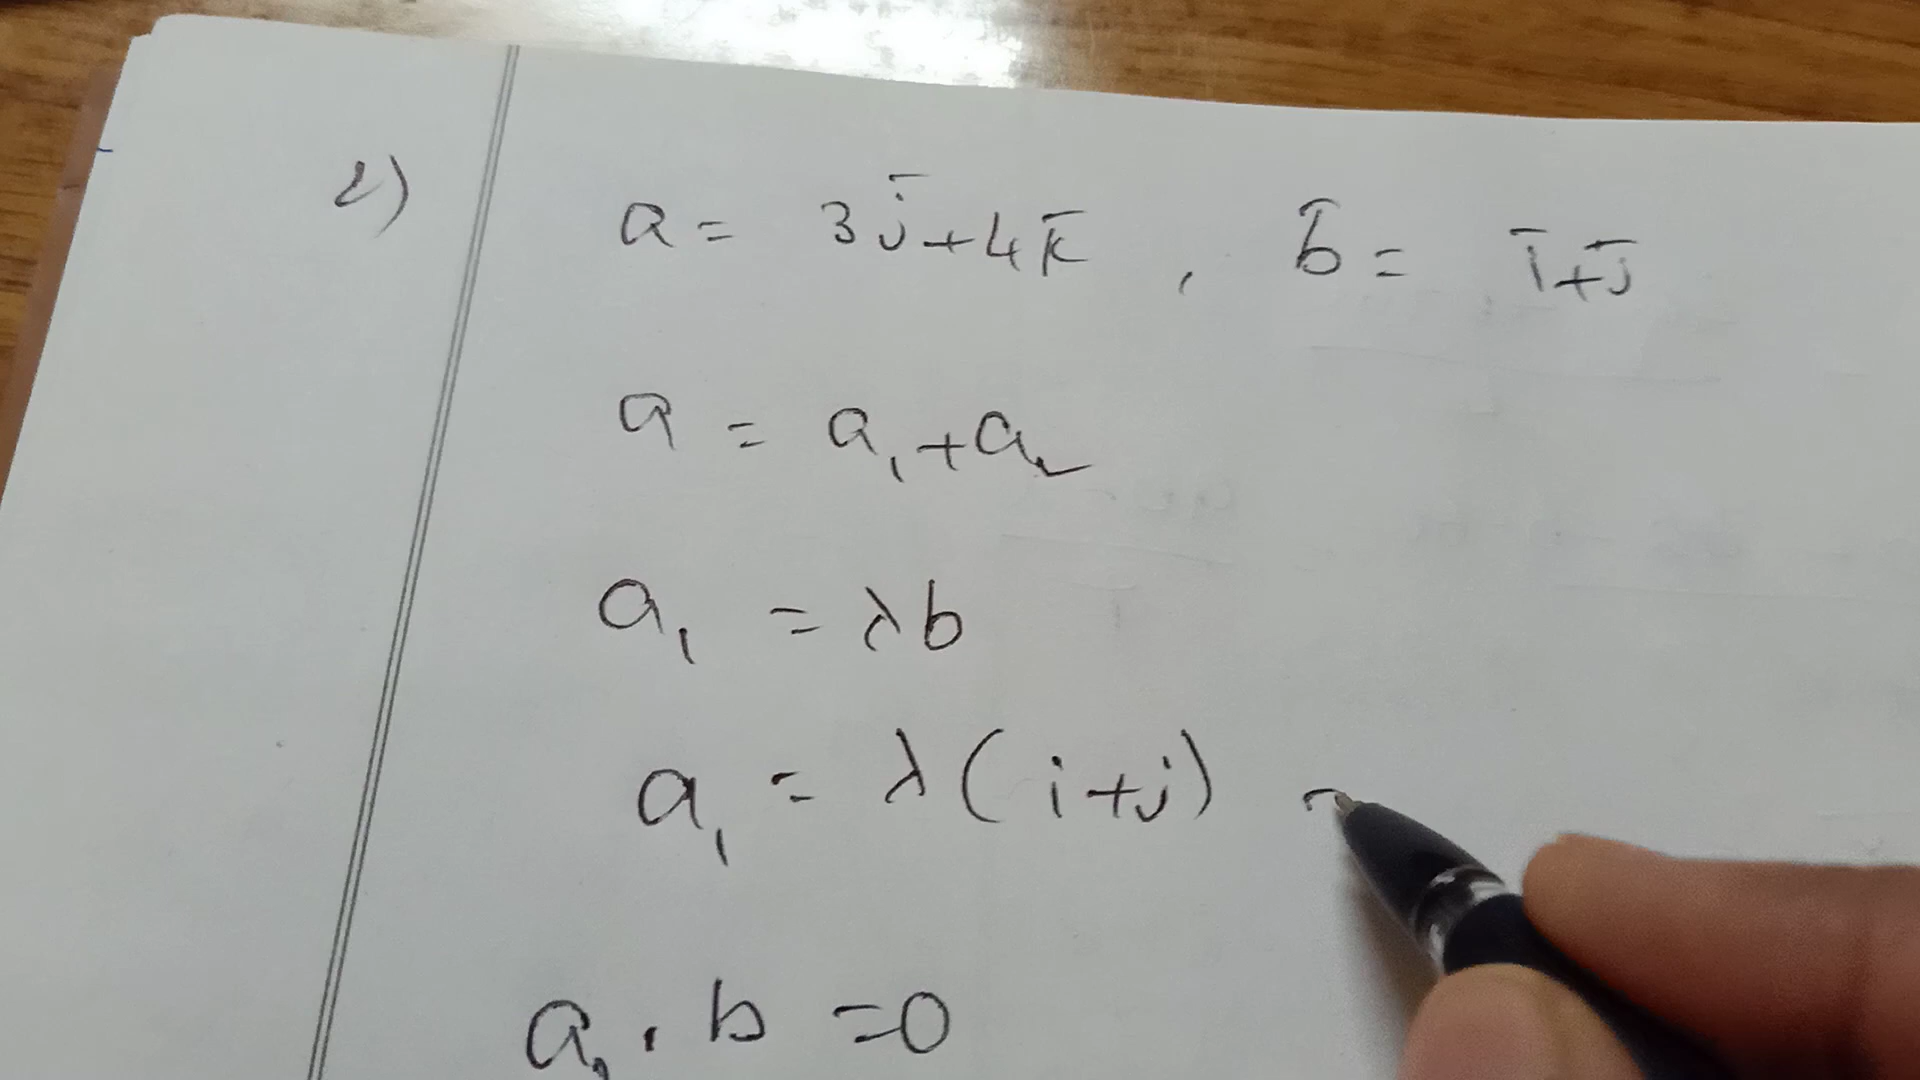 2)
a = 3j̄+4k̄ , b̄ = ī+j̄
a = a₁+a₂
a₁ = λb
a₁ = λ(i+j)
a₂ . b =0